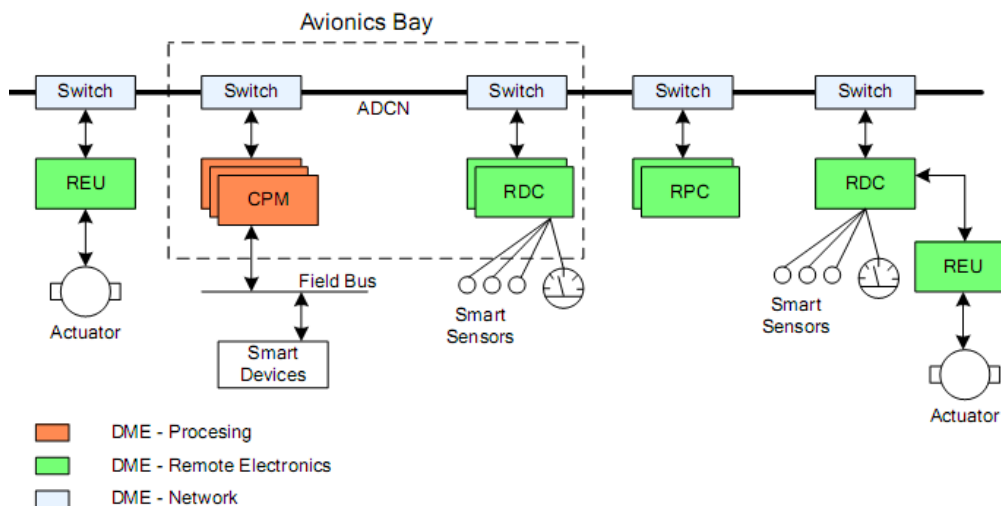 Avionics Bay
Switch
Switch
Switch
Switch
Switch
ADCN
REU
CPM
RDC
RPC
RDC
REU
Field Bus
Smart
Sensors
Smart
Sensors
Actuator
Smart
Devices
Actuator
DME - Procesing
DME - Remote Electronics
DME - Network